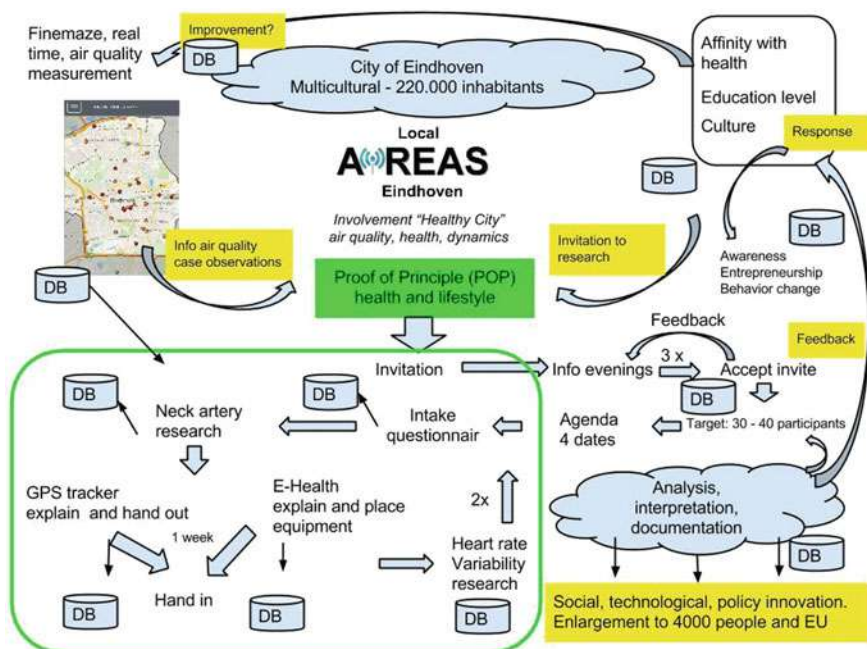 Finemaze, real
time, air quality
measurement
Improvement?
DB
City of Eindhoven
Multicultural - 220.000 inhabitants
Affinity with
health
Education level
Culture
Response
Local
AiREAS
Eindhoven
Involvement “Healthy City”
air quality, health, dynamics
DB
DB
Info air quality
case observations
Invitation to
research
Awareness
Entrepreneurship
Behavior change
DB
Proof of Principle (POP)
health and lifestyle
Feedback
Feedback
Invitation
Info evenings
3 x
Accept invite
DB
DB
DB
Neck artery
research
Intake
questionnair
Agenda
4 dates
Target: 30 - 40 participants
GPS tracker
explain and hand out
1 week
E-Health
explain and place
equipment
2x
Analysis,
interpretation,
documentation
Heart rate
Variability
research
DB
Hand in
DB
DB
DB
Social, technological, policy innovation.
Enlargement to 4000 people and EU